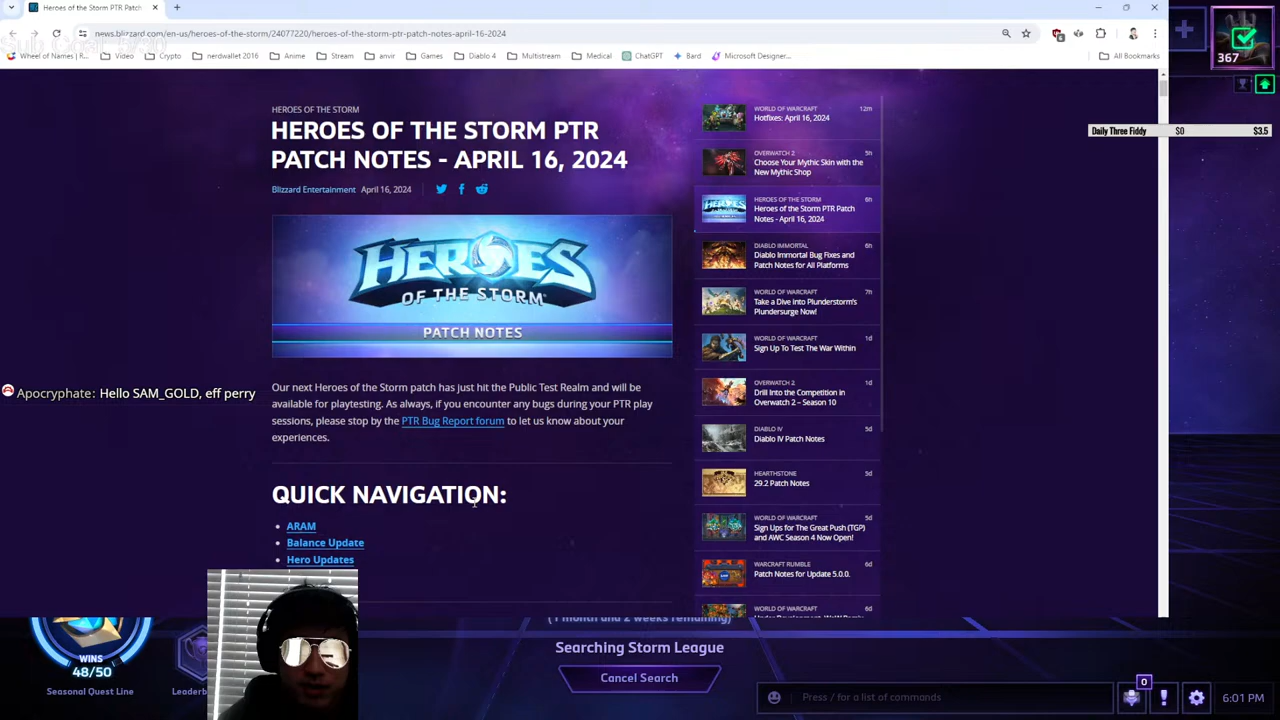 Heroes of the Storm PTR Patch
news.blizzard.com/en-us/heroes-of-the-storm/24077220/heroes-of-the-storm-ptr-patch-notes-april-16-2024
Wheel of Names | R...
Video
Crypto
nerdwallet 2016
Anime
Stream
anvir
Games
Diablo 4
Multistream
Medical
ChatGPT
Bard
Microsoft Designer...
All Bookmarks
367
Daily Three Fiddy $0 $3.5
HEROES OF THE STORM
HEROES OF THE STORM PTR
PATCH NOTES - APRIL 16, 2024
Blizzard Entertainment April 16, 2024
HEROES
OF THE STORM
PATCH NOTES
Our next Heroes of the Storm patch has just hit the Public Test Realm and will be
available for playtesting. As always, if you encounter any bugs during your PTR play
sessions, please stop by the PTR Bug Report forum to let us know about your
experiences.
QUICK NAVIGATION:
ARAM
Balance Update
Hero Updates
WORLD OF WARCRAFT 12m
Hotfixes: April 16, 2024
OVERWATCH 2 5h
Choose Your Mythic Skin with the
New Mythic Shop
HEROES OF THE STORM 6h
Heroes of the Storm PTR Patch
Notes - April 16, 2024
DIABLO IMMORTAL 6h
Diablo Immortal Bug Fixes and
Patch Notes for All Platforms
WORLD OF WARCRAFT 7h
Take a Dive into Plunderstorm's
Plundersurge Now!
WORLD OF WARCRAFT 1d
Sign Up To Test The War Within
OVERWATCH 2 1d
Drill Into the Competition in
Overwatch 2 – Season 10
DIABLO IV 5d
Diablo IV Patch Notes
HEARTHSTONE 5d
29.2 Patch Notes
WORLD OF WARCRAFT 5d
Sign Ups for The Great Push (TGP)
and AWC Season 4 Now Open!
WARCRAFT RUMBLE 6d
Patch Notes for Update 5.0.0.
WORLD OF WARCRAFT 6d
Apocryphate: Hello SAM_GOLD, eff perry
WINS
48/50
Seasonal Quest Line
Leaderb
(1 month and 2 weeks remaining)
Searching Storm League
Cancel Search
Press / for a list of commands
0
6:01 PM